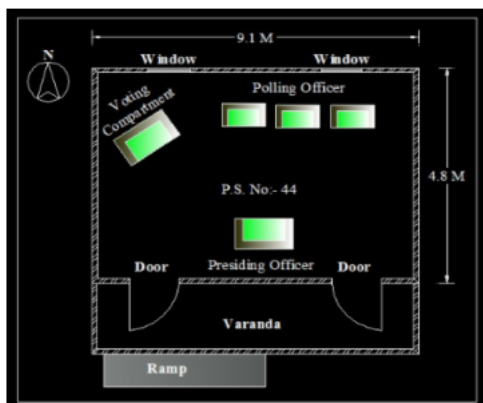 9.1 M
N
Window
Window
Voting
Compartment
Polling Officer
4.8 M
P.S. No:- 44
Door
Presiding Officer
Door
Varanda
Ramp